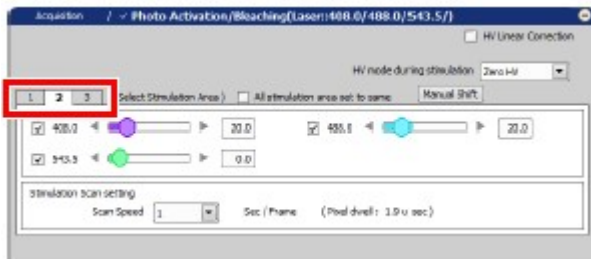 Acquisition / ✓ Photo Activation/Bleaching(Laser::408.0/488.0/543.5/)
HV Linear Correction
HV mode during stimulation Zero HV
1 2 3 Select Stimulation Area ) All stimulation area set to same Manual Shift
408.0 20.0 488.0 20.0
543.5 0.0
Stimulation Scan setting
Scan Speed 1 Sec / Frame (Pixel dwell: 1.9 u sec)